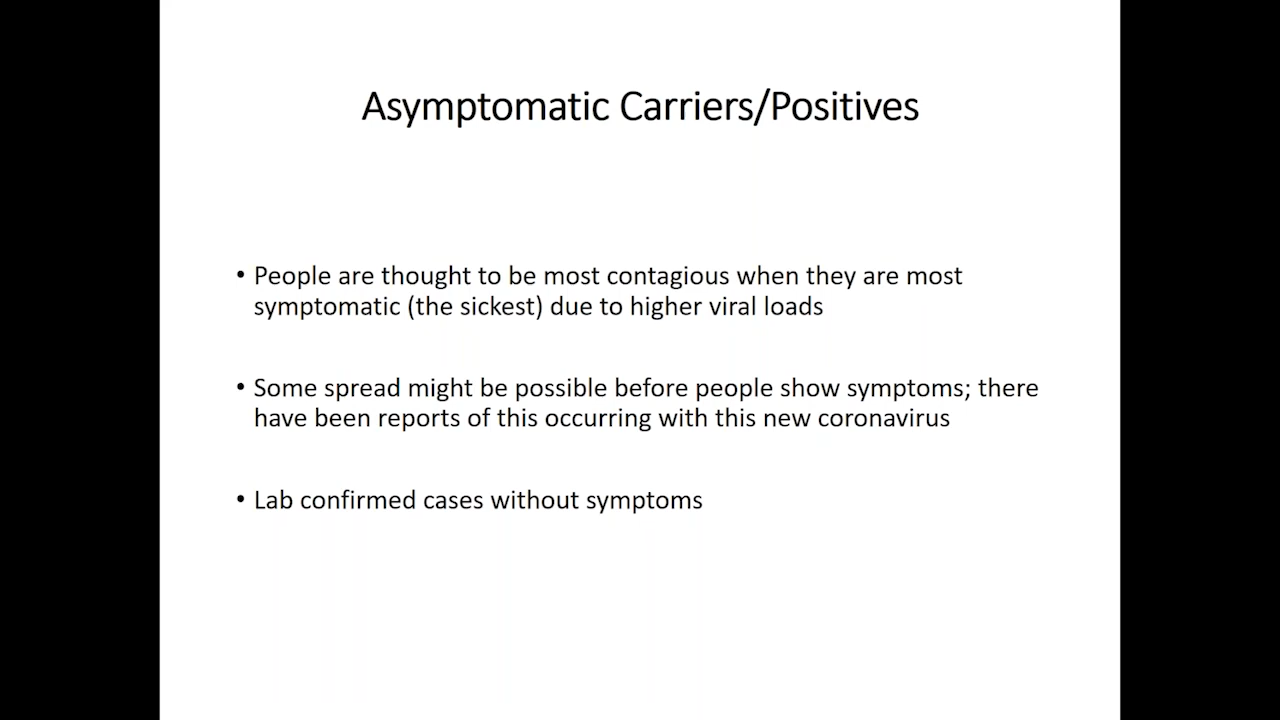 Asymptomatic Carriers/Positives
• People are thought to be most contagious when they are most
symptomatic (the sickest) due to higher viral loads
• Some spread might be possible before people show symptoms; there
have been reports of this occurring with this new coronavirus
• Lab confirmed cases without symptoms